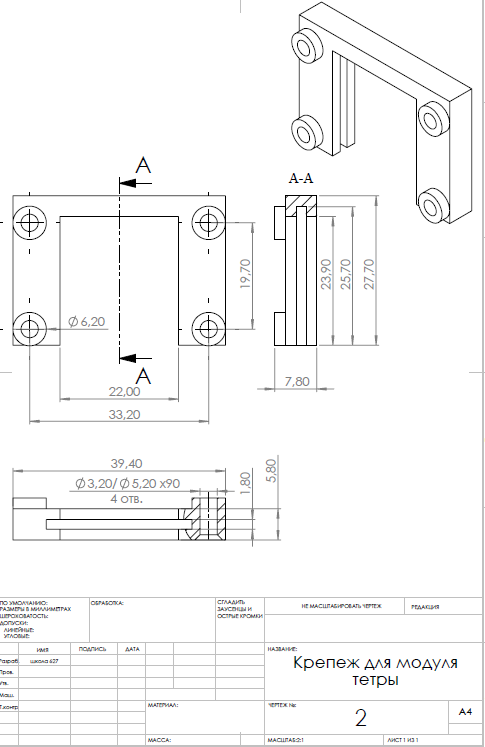 A
A-A
19,70
23,90
25,70
27,70
∅6,20
A
22,00
33,20
7,80
39,40
∅3,20/ ∅5,20 x90
4 отв.
1,80
5,80
ПО УМОЛЧАНИЮ:
РАЗМЕРЫ В МИЛЛИМЕТРАХ
ШЕРОХОВАТОСТЬ:
ДОПУСКИ:
ЛИНЕЙНЫЕ:
УГЛОВЫЕ:
ОБРАБОТКА:
СГЛАДИТЬ
ЗАУСЕНЦЫ И
ОСТРЫЕ КРОМКИ
НЕ МАСШТАБИРОВАТЬ ЧЕРТЕЖ
РЕДАКЦИЯ
ИМЯ
ПОДПИСЬ
ДАТА
Разраб.
школа 627
Пров.
Утв.
Маш.
Т.контр
НАЗВАНИЕ:
Крепеж для модуля
тетры
МАТЕРИАЛ:
ЧЕРТЕЖ №:
2
A4
МАССА:
МАСШТАБ:2:1
ЛИСТ 1 ИЗ 1